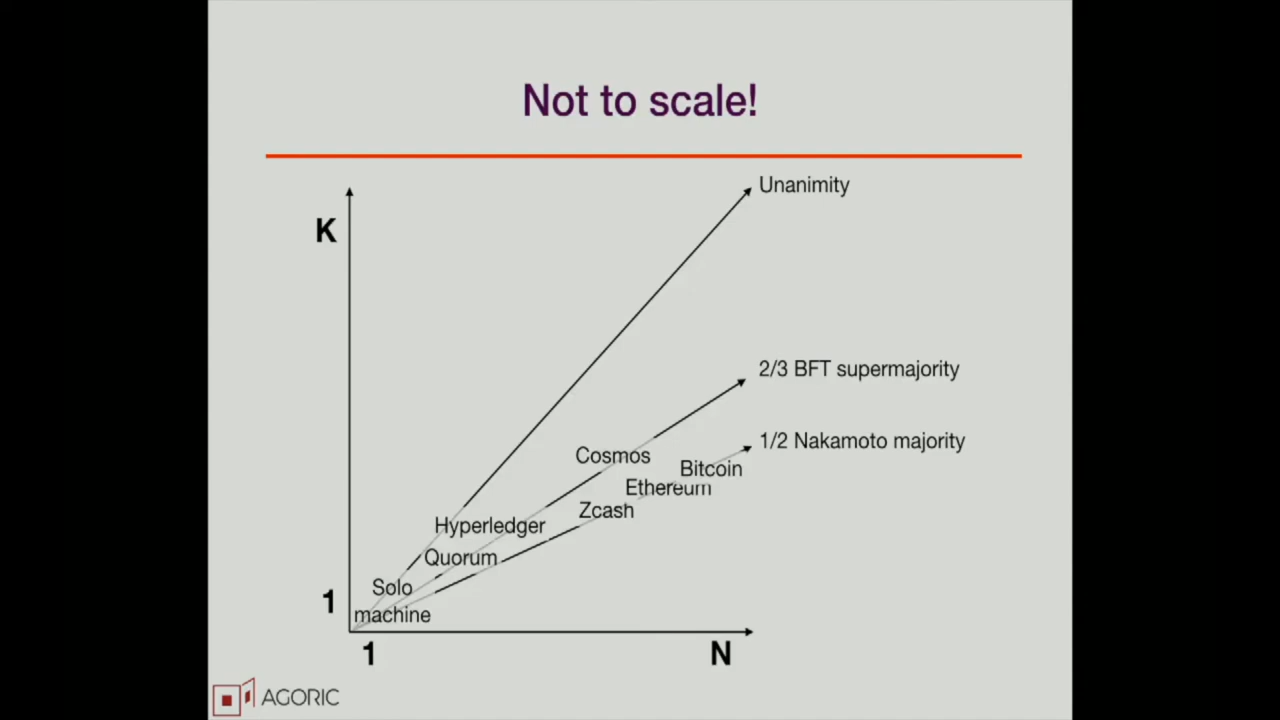 Not to scale!
K
Unanimity
2/3 BFT supermajority
1/2 Nakamoto majority
Cosmos
Bitcoin
Ethereum
Zcash
Hyperledger
Quorum
Solo
machine
1
1
N
AGORIC